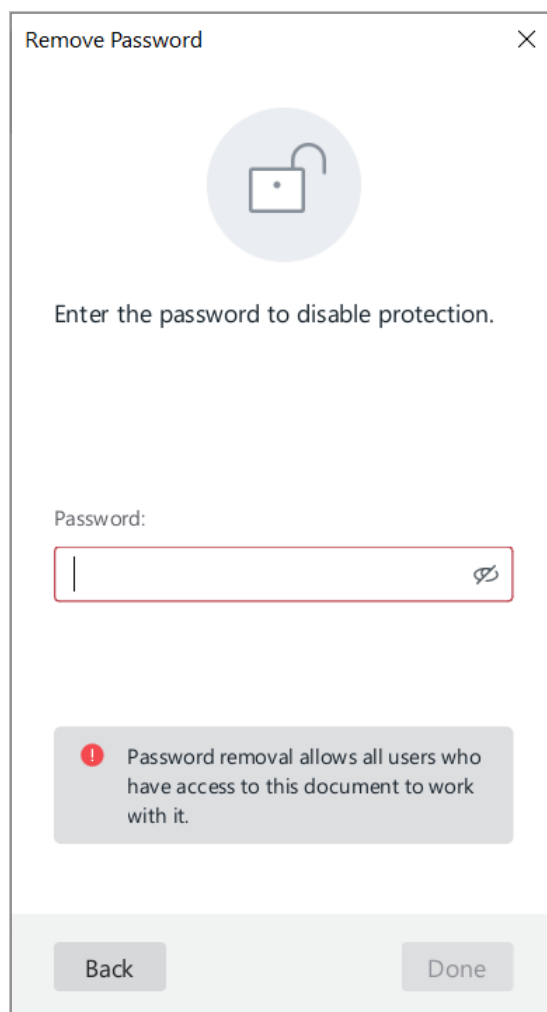 Remove Password
Enter the password to disable protection.
Password:
Password removal allows all users who
have access to this document to work
with it.
Back
Done